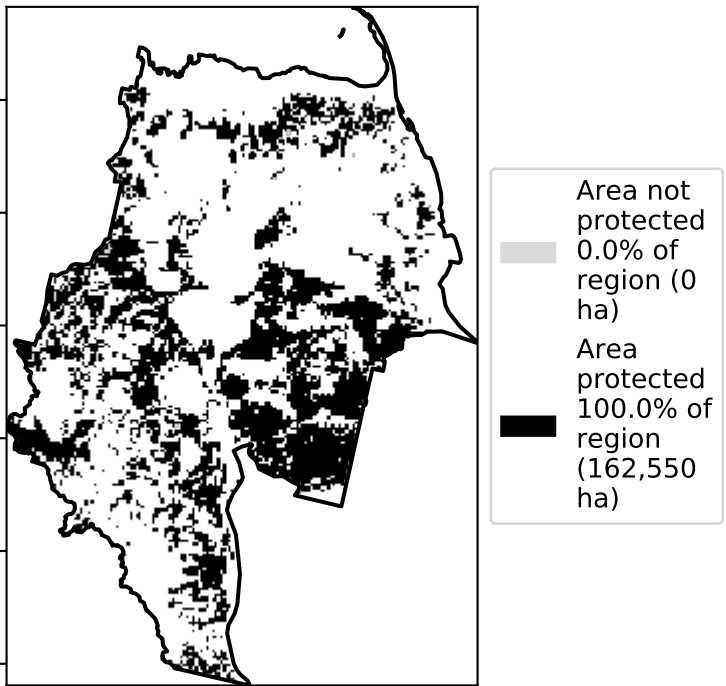 Area not
protected
0.0% of
region (0
ha)
Area
protected
100.0% of
region
(162,550
ha)